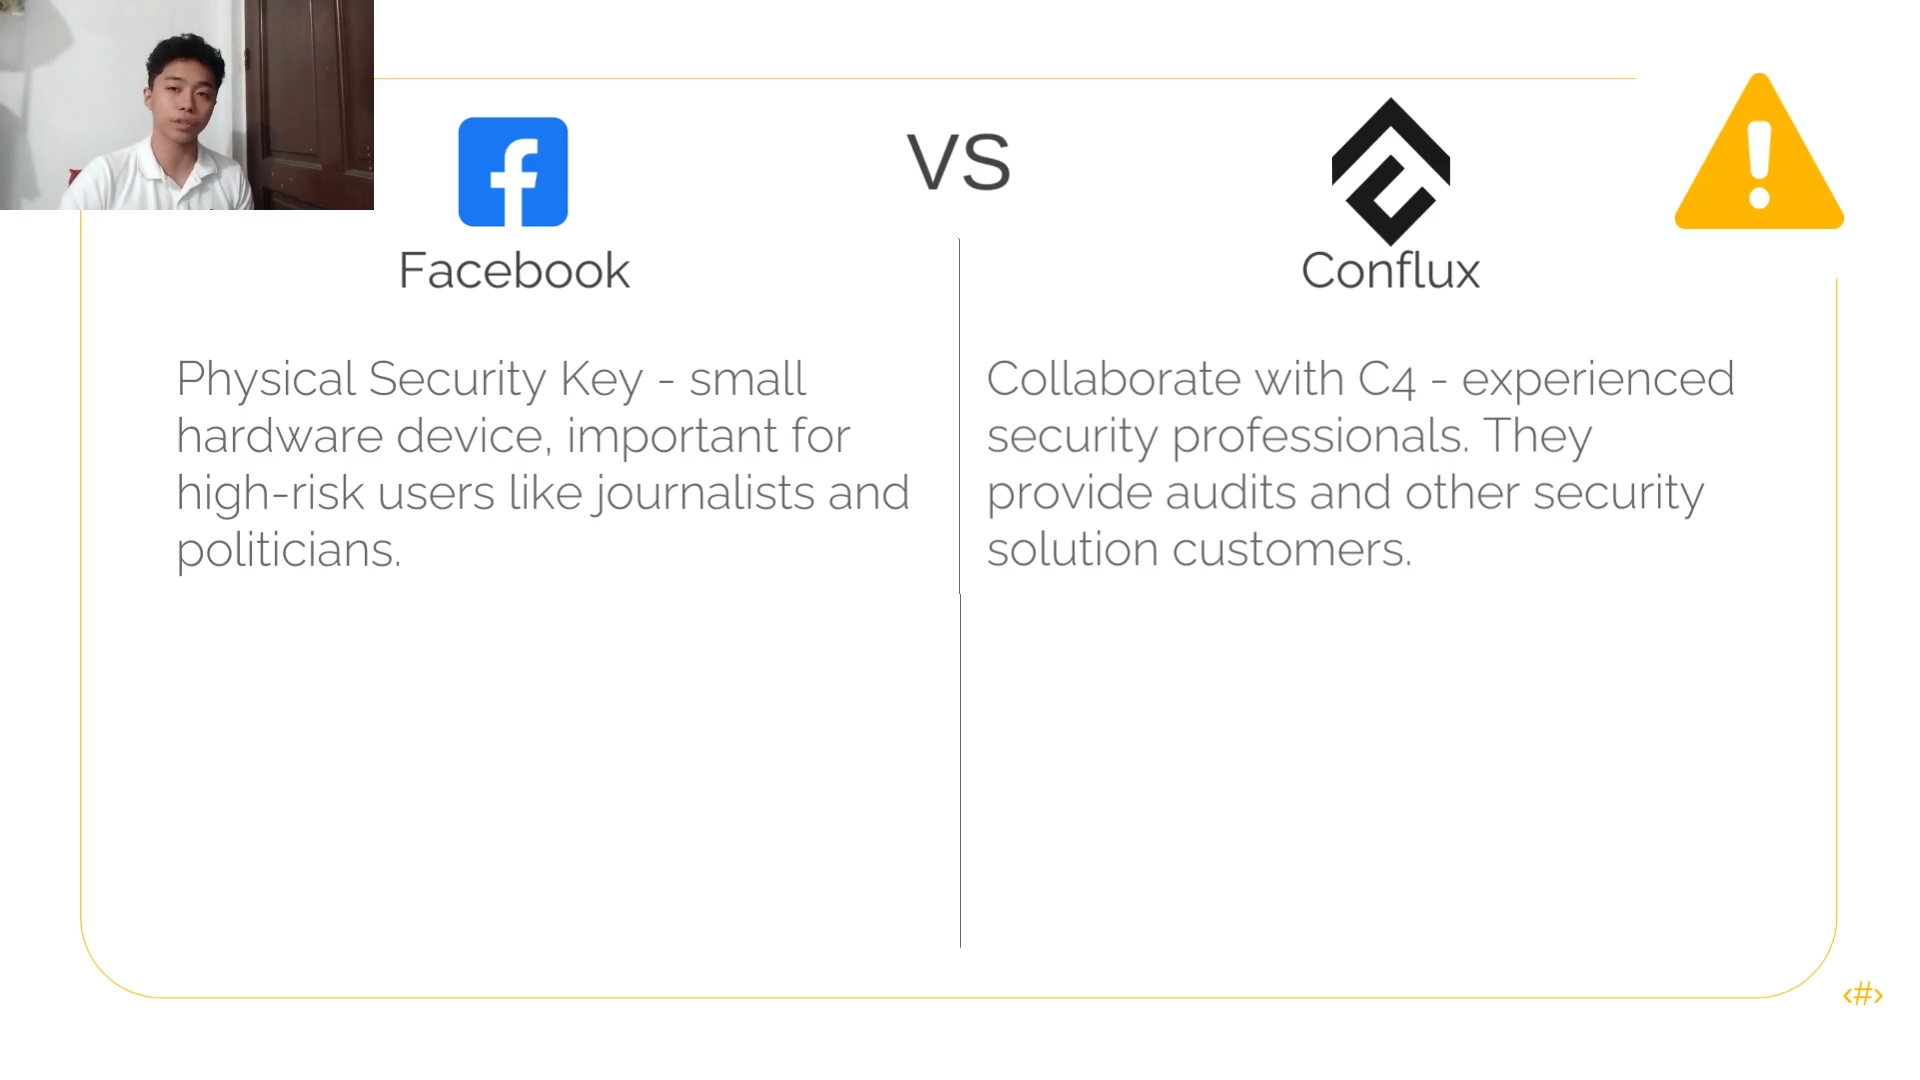 VS
Facebook
Physical Security Key - small
hardware device, important for
high-risk users like journalists and
politicians.
Conflux
Collaborate with C4 - experienced
security professionals. They
provide audits and other security
solution customers.
‹#›